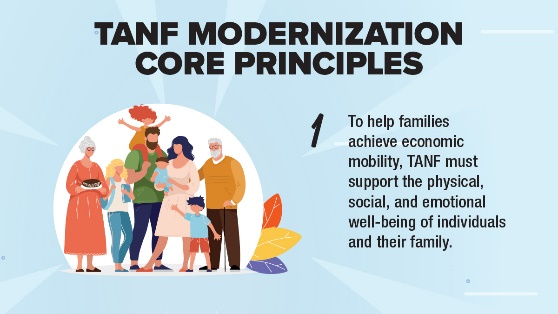 TANF MODERNIZATION
CORE PRINCIPLES
1
To help families
achieve economic
mobility, TANF must
support the physical,
social, and emotional
well-being of individuals
and their family.